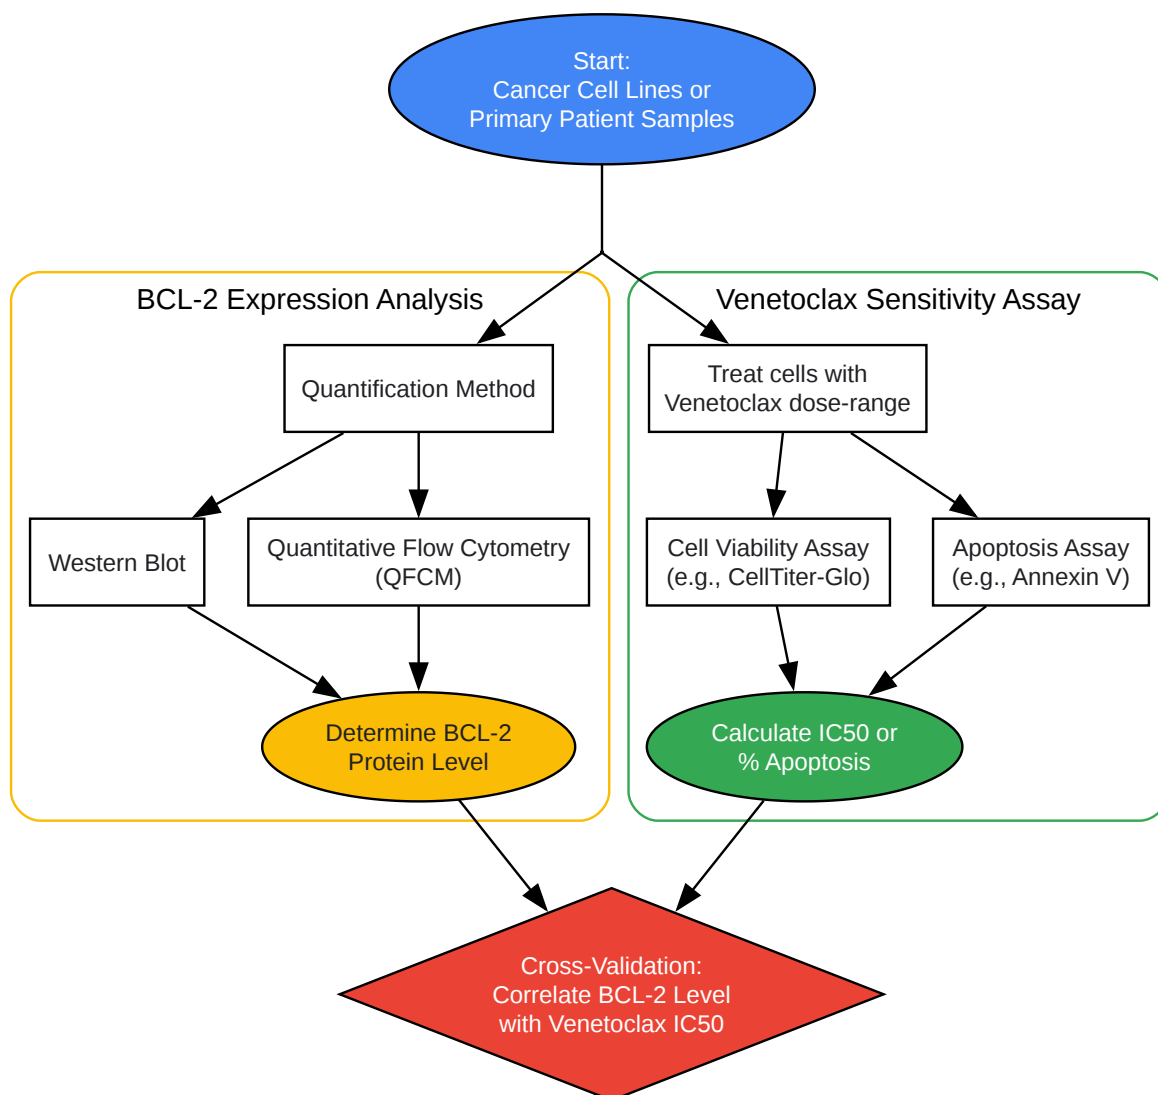 Start:
Cancer Cell Lines or
Primary Patient Samples
BCL-2 Expression Analysis
Quantification Method
Western Blot
Quantitative Flow Cytometry
(QFCM)
Determine BCL-2
Protein Level
Venetoclax Sensitivity Assay
Treat cells with
Venetoclax dose-range
Cell Viability Assay
(e.g., CellTiter-Glo)
Apoptosis Assay
(e.g., Annexin V)
Calculate IC50 or
% Apoptosis
Cross-Validation:
Correlate BCL-2 Level
with Venetoclax IC50